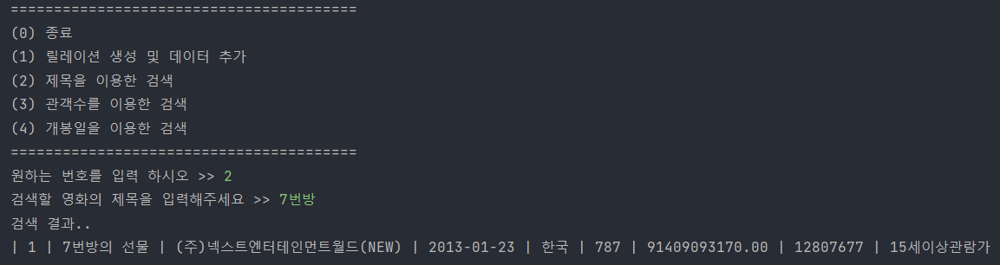 ========================================
(0) 종료
(1) 릴레이션 생성 및 데이터 추가
(2) 제목을 이용한 검색
(3) 관객수를 이용한 검색
(4) 개봉일을 이용한 검색
========================================
원하는 번호를 입력 하시오 >> 2
검색할 영화의 제목을 입력해주세요 >> 7번방
검색 결과..
| 1 | 7번방의 선물 | (주)넥스트엔터테인먼트월드(NEW) | 2013-01-23 | 한국 | 787 | 91409093170.00 | 12807677 | 15세이상관람가